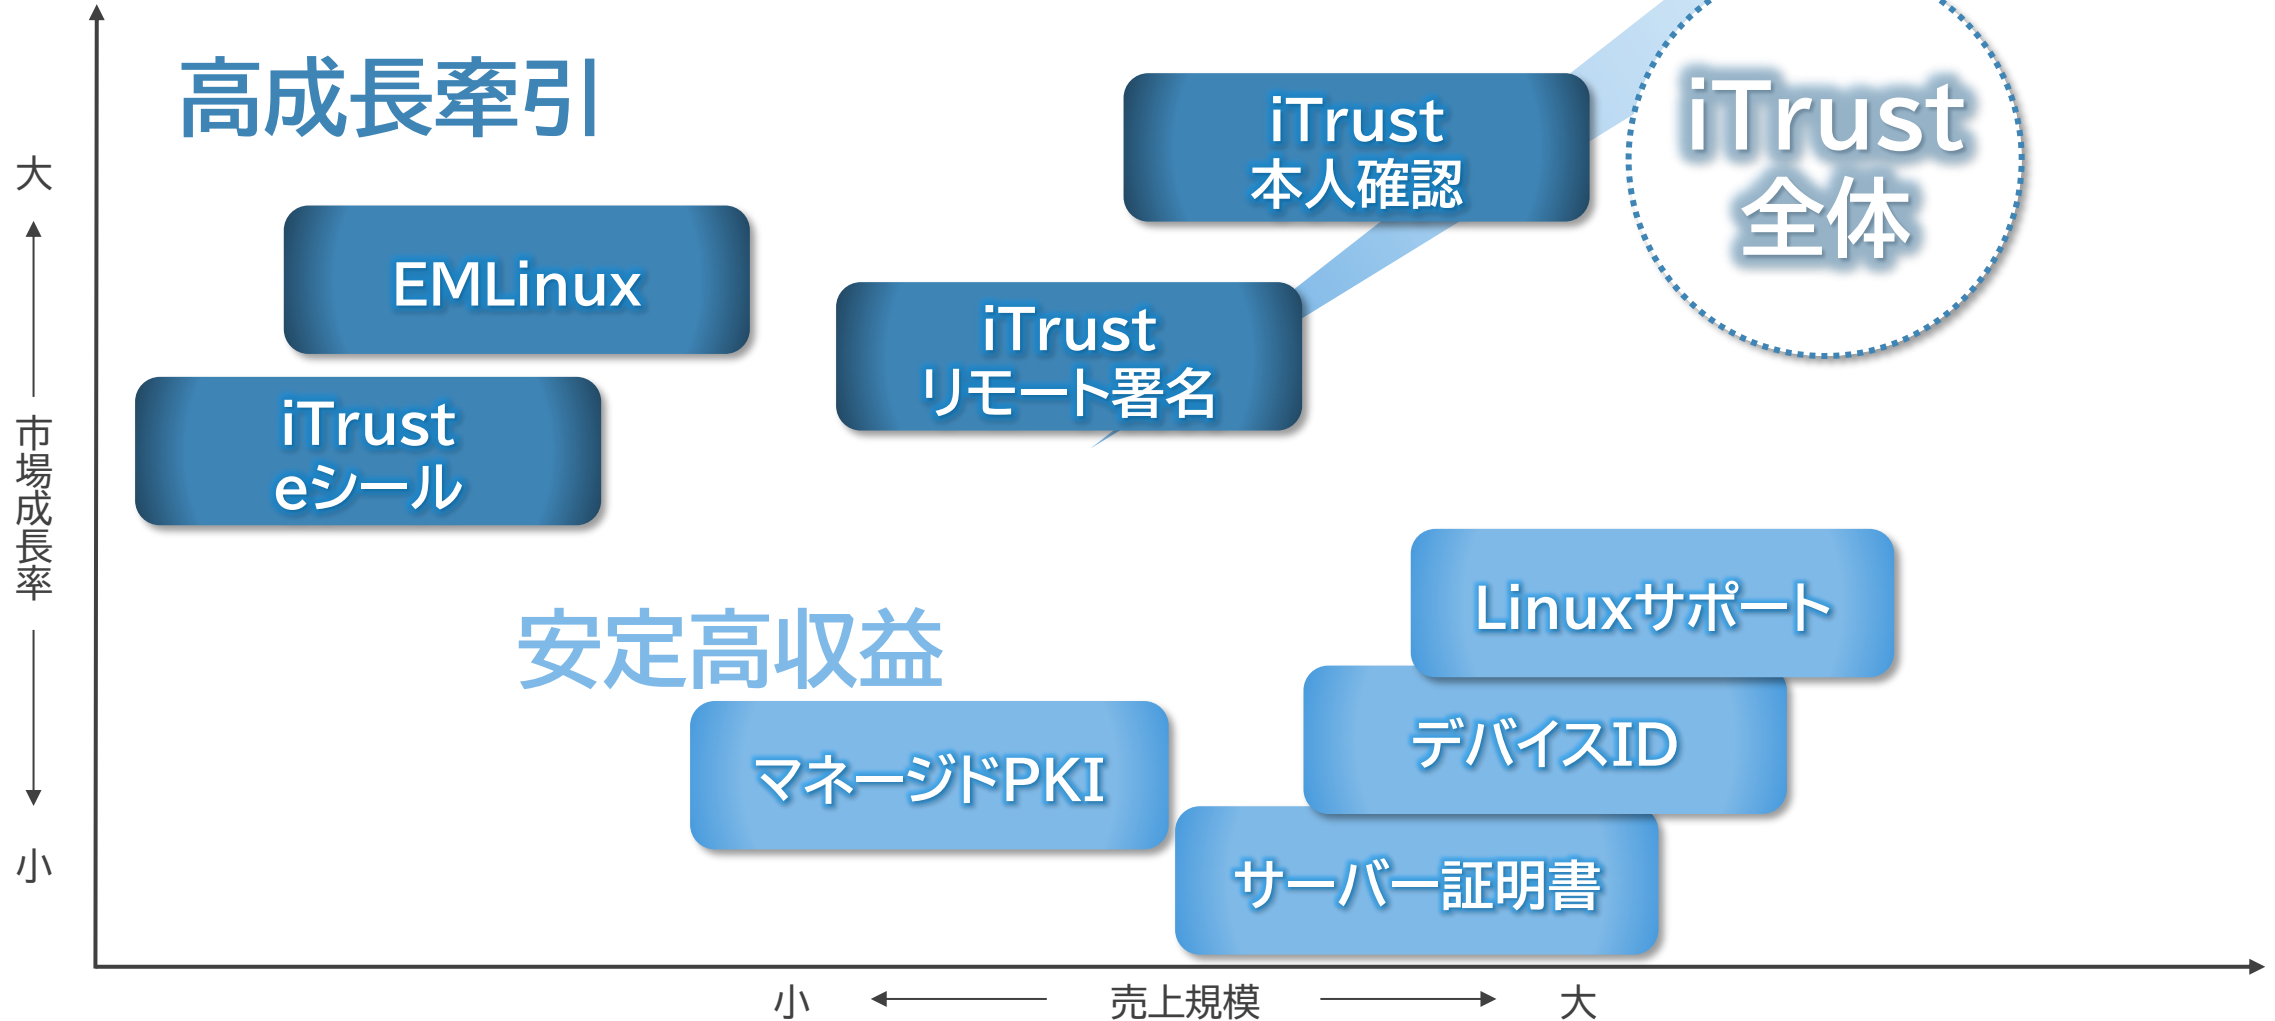 高成長牽引
iTrust
本人確認
iTrust
全体
大
EMLinux
iTrust
リモート署名
iTrust
eシール
市場成長率
安定高収益
Linuxサポート
デバイスID
マネージドPKI
サーバー証明書
小
小
売上規模
大